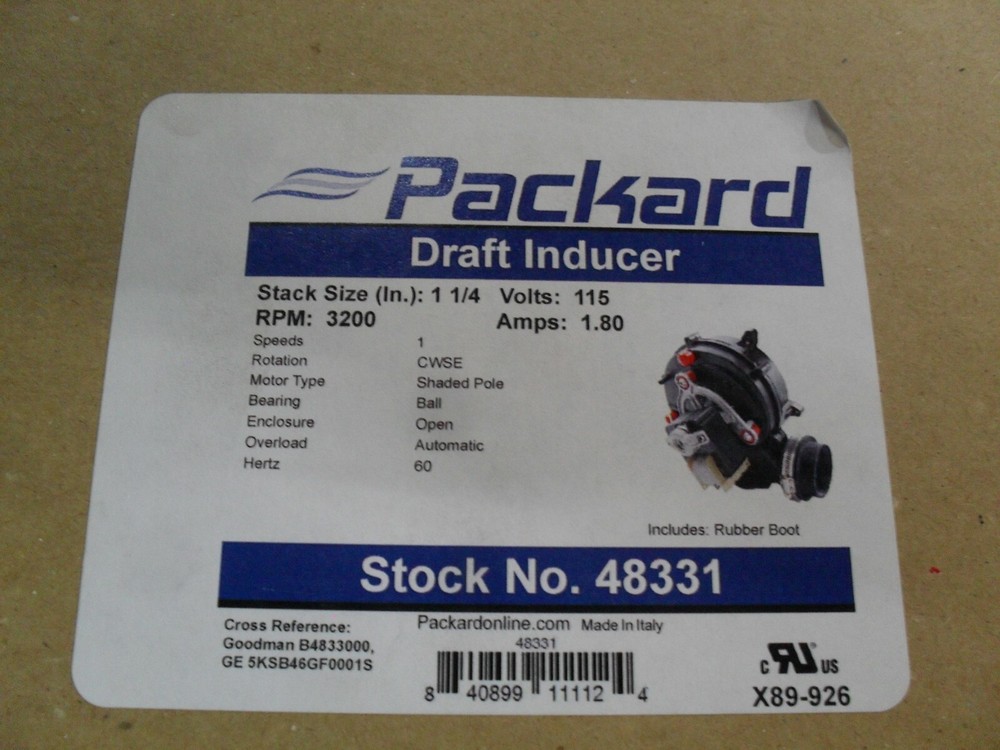 Packard
Draft Inducer
Stack Size (In.): 1 1/4 Volts: 115
RPM: 3200 Amps: 1.80
Speeds 1
Rotation CWSE
Motor Type Shaded Pole
Bearing Ball
Enclosure Open
Overload Automatic
Hertz 60
Includes: Rubber Boot
Stock No. 48331
Cross Reference:
Goodman B4833000,
GE 5KSB46GF0001S
Packardonline.com Made In Italy
48331
8 40899 11112 4
C RU US
X89-926